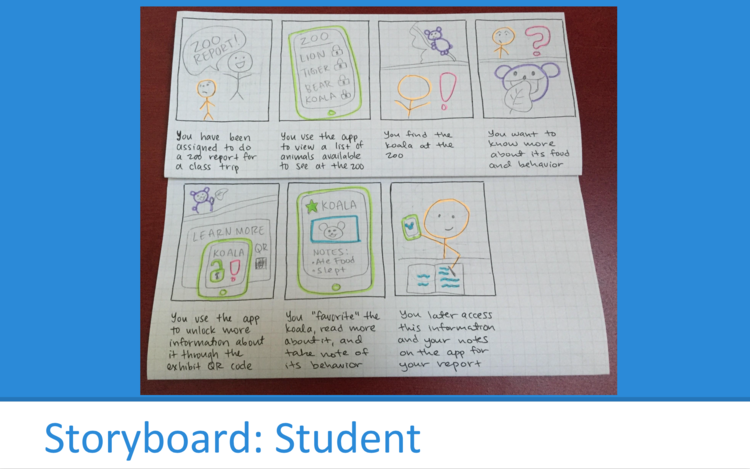 ZOO
REPORT!
You have been
assigned to do
a zoo report for
a class trip
ZOO
LION
TIGER
BEAR
KOALA
You use the app
to view a list of
animals available
to see at the zoo
You find the
koala at the
zoo
?
!
You want to
know more
about its food
and behavior
LEARN MORE
KOALA
QR
!
You use the app
to unlock more
information about
it through the
exhibit QR code
KOALA
NOTES:
• Ate Food
• Slept
You "favorite" the
koala, read more
about it, and
take note of
its behavior
You later access
this information
and your notes
on the app for
your report
Storyboard: Student